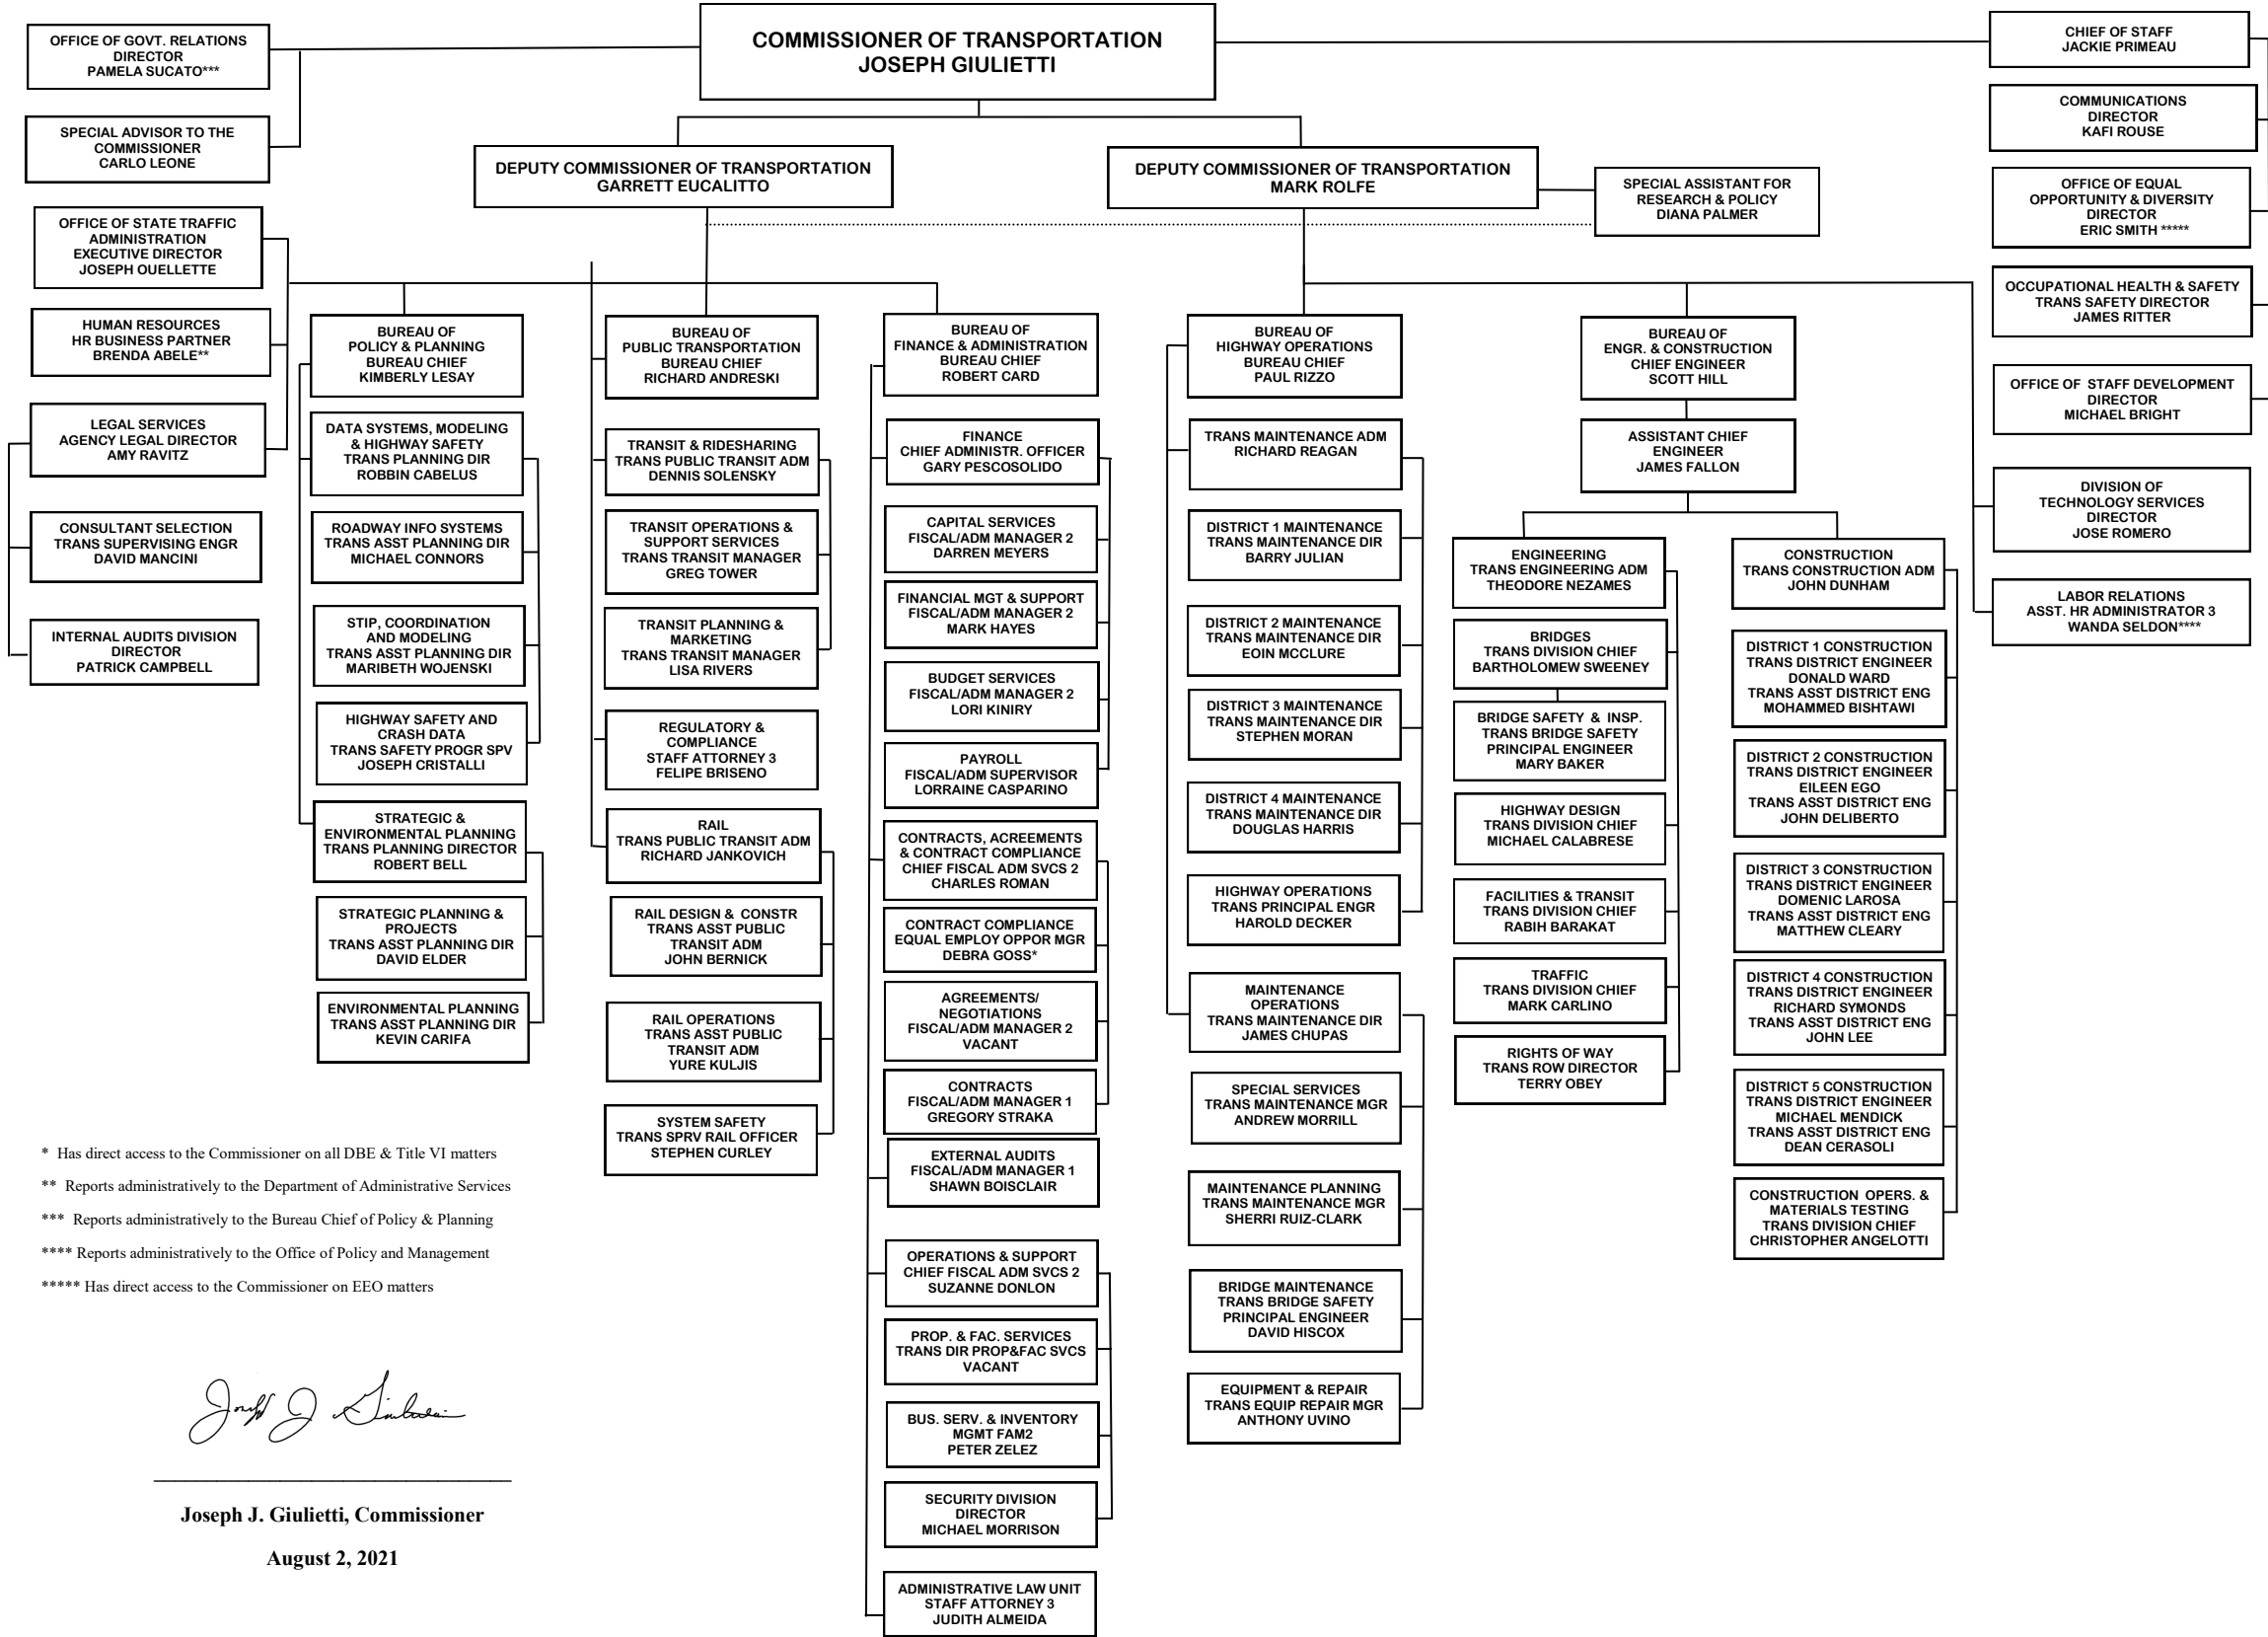 COMMISSIONER OF TRANSPORTATION
JOSEPH GIULIETTI
OFFICE OF GOVT. RELATIONS
DIRECTOR
PAMELA SUCATO***
SPECIAL ADVISOR TO THE
COMMISSIONER
CARLO LEONE
CHIEF OF STAFF
JACKIE PRIMEAU
COMMUNICATIONS
DIRECTOR
KAFI ROUSE
OFFICE OF EQUAL
OPPORTUNITY & DIVERSITY
DIRECTOR
ERIC SMITH *****
OCCUPATIONAL HEALTH & SAFETY
TRANS SAFETY DIRECTOR
JAMES RITTER
OFFICE OF STAFF DEVELOPMENT
DIRECTOR
MICHAEL BRIGHT
DIVISION OF
TECHNOLOGY SERVICES
DIRECTOR
JOSE ROMERO
LABOR RELATIONS
ASST. HR ADMINISTRATOR 3
WANDA SELDON****
DEPUTY COMMISSIONER OF TRANSPORTATION
GARRETT EUCALITTO
DEPUTY COMMISSIONER OF TRANSPORTATION
MARK ROLFE
SPECIAL ASSISTANT FOR
RESEARCH & POLICY
DIANA PALMER
OFFICE OF STATE TRAFFIC
ADMINISTRATION
EXECUTIVE DIRECTOR
JOSEPH OUELLETTE
HUMAN RESOURCES
HR BUSINESS PARTNER
BRENDA ABELE**
LEGAL SERVICES
AGENCY LEGAL DIRECTOR
AMY RAVITZ
CONSULTANT SELECTION
TRANS SUPERVISING ENGR
DAVID MANCINI
INTERNAL AUDITS DIVISION
DIRECTOR
PATRICK CAMPBELL
BUREAU OF
POLICY & PLANNING
BUREAU CHIEF
KIMBERLY LESAY
DATA SYSTEMS, MODELING
& HIGHWAY SAFETY
TRANS PLANNING DIR
ROBBIN CABELUS
ROADWAY INFO SYSTEMS
TRANS ASST PLANNING DIR
MICHAEL CONNORS
STIP, COORDINATION
AND MODELING
TRANS ASST PLANNING DIR
MARIBETH WOJENSKI
HIGHWAY SAFETY AND
CRASH DATA
TRANS SAFETY PROGR SPV
JOSEPH CRISTALLI
STRATEGIC &
ENVIRONMENTAL PLANNING
TRANS PLANNING DIRECTOR
ROBERT BELL
STRATEGIC PLANNING &
PROJECTS
TRANS ASST PLANNING DIR
DAVID ELDER
ENVIRONMENTAL PLANNING
TRANS ASST PLANNING DIR
KEVIN CARIFA
BUREAU OF
PUBLIC TRANSPORTATION
BUREAU CHIEF
RICHARD ANDRESKI
TRANSIT & RIDESHARING
TRANS PUBLIC TRANSIT ADM
DENNIS SOLENSKY
TRANSIT OPERATIONS &
SUPPORT SERVICES
TRANS TRANSIT MANAGER
GREG TOWER
TRANSIT PLANNING &
MARKETING
TRANS TRANSIT MANAGER
LISA RIVERS
REGULATORY &
COMPLIANCE
STAFF ATTORNEY 3
FELIPE BRISENO
RAIL
TRANS PUBLIC TRANSIT ADM
RICHARD JANKOVICH
RAIL DESIGN & CONSTR
TRANS ASST PUBLIC
TRANSIT ADM
JOHN BERNICK
RAIL OPERATIONS
TRANS ASST PUBLIC
TRANSIT ADM
YURE KULJIS
SYSTEM SAFETY
TRANS SPRV RAIL OFFICER
STEPHEN CURLEY
BUREAU OF
FINANCE & ADMINISTRATION
BUREAU CHIEF
ROBERT CARD
FINANCE
CHIEF ADMINISTR. OFFICER
GARY PESCOSOLIDO
CAPITAL SERVICES
FISCAL/ADM MANAGER 2
DARREN MEYERS
FINANCIAL MGT & SUPPORT
FISCAL/ADM MANAGER 2
MARK HAYES
BUDGET SERVICES
FISCAL/ADM MANAGER 2
LORI KINIRY
PAYROLL
FISCAL/ADM SUPERVISOR
LORRAINE CASPARINO
CONTRACTS, AGREEMENTS
& CONTRACT COMPLIANCE
CHIEF FISCAL ADM SVCS 2
CHARLES ROMAN
CONTRACT COMPLIANCE
EQUAL EMPLOY OPPOR MGR
DEBRA GOSS*
AGREEMENTS/
NEGOTIATIONS
FISCAL/ADM MANAGER 2
VACANT
CONTRACTS
FISCAL/ADM MANAGER 1
GREGORY STRAKA
EXTERNAL AUDITS
FISCAL/ADM MANAGER 1
SHAWN BOISCLAIR
OPERATIONS & SUPPORT
CHIEF FISCAL ADM SVCS 2
SUZANNE DONLON
PROP. & FAC. SERVICES
TRANS DIR PROP&FAC SVCS
VACANT
BUS. SERV. & INVENTORY
MGMT FAM2
PETER ZELEZ
SECURITY DIVISION
DIRECTOR
MICHAEL MORRISON
ADMINISTRATIVE LAW UNIT
STAFF ATTORNEY 3
JUDITH ALMEIDA
BUREAU OF
HIGHWAY OPERATIONS
BUREAU CHIEF
PAUL RIZZO
TRANS MAINTENANCE ADM
RICHARD REAGAN
DISTRICT 1 MAINTENANCE
TRANS MAINTENANCE DIR
BARRY JULIAN
DISTRICT 2 MAINTENANCE
TRANS MAINTENANCE DIR
EOIN MCCLURE
DISTRICT 3 MAINTENANCE
TRANS MAINTENANCE DIR
STEPHEN MORAN
DISTRICT 4 MAINTENANCE
TRANS MAINTENANCE DIR
DOUGLAS HARRIS
HIGHWAY OPERATIONS
TRANS PRINCIPAL ENGR
HAROLD DECKER
MAINTENANCE
OPERATIONS
TRANS MAINTENANCE DIR
JAMES CHUPAS
SPECIAL SERVICES
TRANS MAINTENANCE MGR
ANDREW MORRILL
MAINTENANCE PLANNING
TRANS MAINTENANCE MGR
SHERRI RUIZ-CLARK
BRIDGE MAINTENANCE
TRANS BRIDGE SAFETY
PRINCIPAL ENGINEER
DAVID HISCOX
EQUIPMENT & REPAIR
TRANS EQUIP REPAIR MGR
ANTHONY UVINO
BUREAU OF
ENGR. & CONSTRUCTION
CHIEF ENGINEER
SCOTT HILL
ASSISTANT CHIEF
ENGINEER
JAMES FALLON
ENGINEERING
TRANS ENGINEERING ADM
THEODORE NEZAMES
BRIDGES
TRANS DIVISION CHIEF
BARTHOLOMEW SWEENEY
BRIDGE SAFETY & INSP.
TRANS BRIDGE SAFETY
PRINCIPAL ENGINEER
MARY BAKER
HIGHWAY DESIGN
TRANS DIVISION CHIEF
MICHAEL CALABRESE
FACILITIES & TRANSIT
TRANS DIVISION CHIEF
RABIH BARAKAT
TRAFFIC
TRANS DIVISION CHIEF
MARK CARLINO
RIGHTS OF WAY
TRANS ROW DIRECTOR
TERRY OBEY
CONSTRUCTION
TRANS CONSTRUCTION ADM
JOHN DUNHAM
DISTRICT 1 CONSTRUCTION
TRANS DISTRICT ENGINEER
DONALD WARD
TRANS ASST DISTRICT ENG
MOHAMMED BISHTAWI
DISTRICT 2 CONSTRUCTION
TRANS DISTRICT ENGINEER
EILEEN EGO
TRANS ASST DISTRICT ENG
JOHN DELIBERTO
DISTRICT 3 CONSTRUCTION
TRANS DISTRICT ENGINEER
DOMENIC LAROSA
TRANS ASST DISTRICT ENG
MATTHEW CLEARY
DISTRICT 4 CONSTRUCTION
TRANS DISTRICT ENGINEER
RICHARD SYMONDS
TRANS ASST DISTRICT ENG
JOHN LEE
DISTRICT 5 CONSTRUCTION
TRANS DISTRICT ENGINEER
MICHAEL MENDICK
TRANS ASST DISTRICT ENG
DEAN CERASOLI
CONSTRUCTION OPERS. &
MATERIALS TESTING
TRANS DIVISION CHIEF
CHRISTOPHER ANGELOTTI
* Has direct access to the Commissioner on all DBE & Title VI matters
** Reports administratively to the Department of Administrative Services
*** Reports administratively to the Bureau Chief of Policy & Planning
**** Reports administratively to the Office of Policy and Management
***** Has direct access to the Commissioner on EEO matters
Joseph J. Giulietti, Commissioner
August 2, 2021